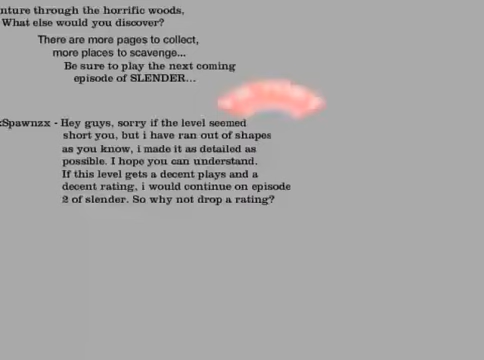 nture through the horrific woods,
What else would you discover?
There are more pages to collect,
more places to scavenge...
Be sure to play the next coming
episode of SLENDER...
Spawnzx - Hey guys, sorry if the level seemed
short you, but i have ran out of shapes
as you know, i made it as detailed as
possible. I hope you can understand.
If this level gets a decent plays and a
decent rating, i would continue on episode
2 of slender. So why not drop a rating?